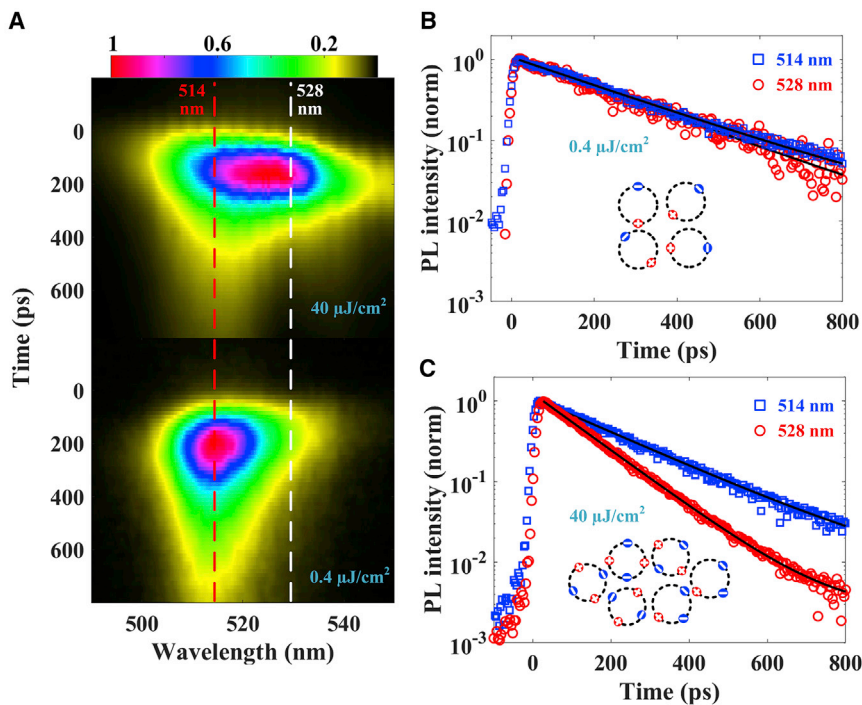 A
1 0.6 0.2
514 nm
528 nm
0
200
400
600
40 μJ/cm²
0
200
400
600
0.4 μJ/cm²
Time (ps)
500 520 540
Wavelength (nm)
B
PL intensity (norm)
10⁰
10⁻¹
10⁻²
10⁻³
514 nm
528 nm
0.4 μJ/cm²
0 200 400 600 800
Time (ps)
C
PL intensity (norm)
10⁰
10⁻¹
10⁻²
10⁻³
514 nm
528 nm
40 μJ/cm²
0 200 400 600 800
Time (ps)